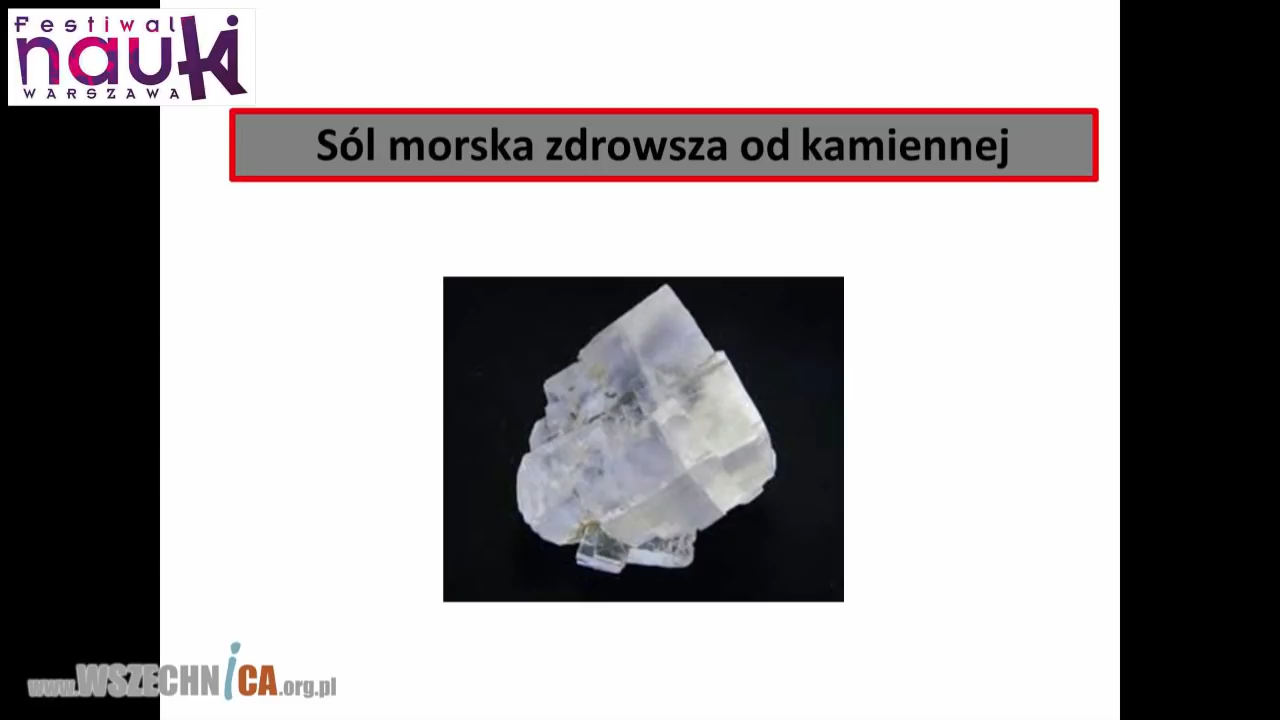 Festiwal
nauki
WARSZAWA
Sól morska zdrowsza od kamiennej
www.WSZECHNiCA.org.pl